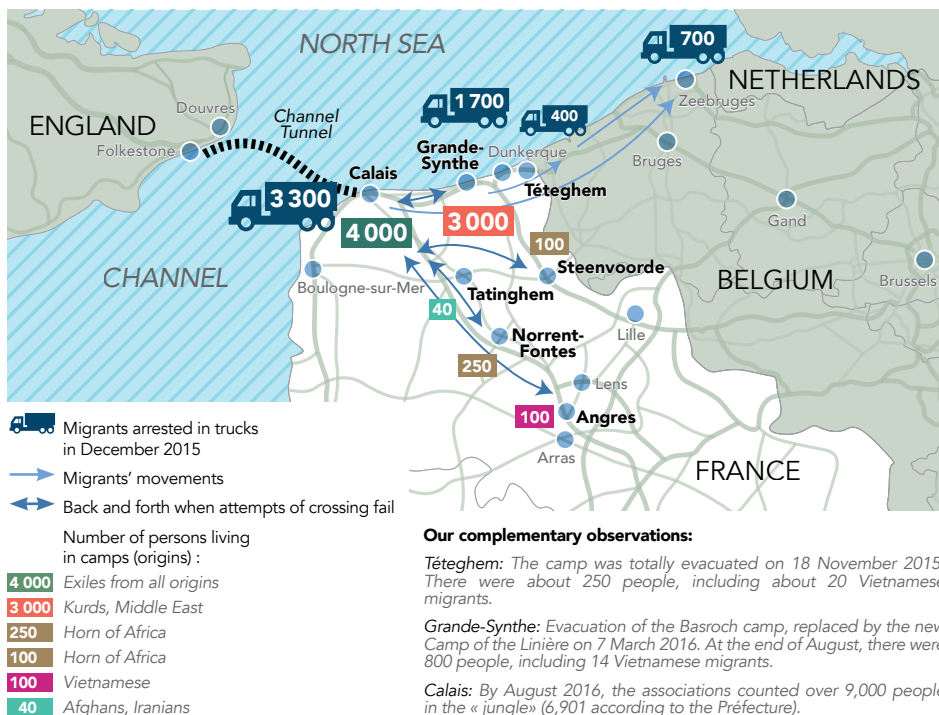 NORTH SEA
700
NETHERLANDS
Zeebruges
1 700
400
Douvres
ENGLAND
Folkestone
Channel
Tunnel
Grande-
Synthe
Dunkerque
Bruges
Calais
Téteghem
3 300
4 000
3 000
100
Gand
Steenvoorde
CHANNEL
Boulogne-sur-Mer
Tatinghem
BELGIUM
Brussels
40
Norrent-
Fontes
Lille
250
Lens
100
Angres
Arras
FRANCE
Migrants arrested in trucks
in December 2015
Migrants' movements
Back and forth when attempts of crossing fail
Number of persons living
in camps (origins) :
4 000 Exiles from all origins
3 000 Kurds, Middle East
250 Horn of Africa
100 Horn of Africa
100 Vietnamese
40 Afghans, Iranians
Our complementary observations:
Téteghem: The camp was totally evacuated on 18 November 2015
There were about 250 people, including about 20 Vietnamese
migrants.
Grande-Synthe: Evacuation of the Basroch camp, replaced by the new
Camp of the Linière on 7 March 2016. At the end of August, there were
800 people, including 14 Vietnamese migrants.
Calais: By August 2016, the associations counted over 9,000 people
in the « jungle» (6,901 according to the Préfecture).